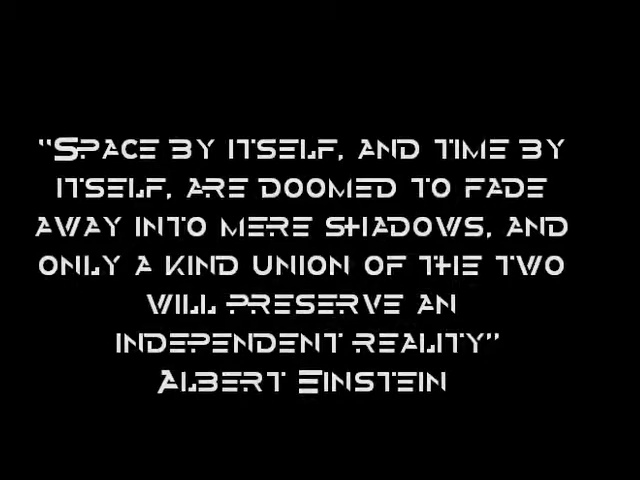 "Space by itself, and time by
itself, are doomed to fade
away into mere shadows, and
only a kind union of the two
will preserve an
independent reality"
Albert Einstein